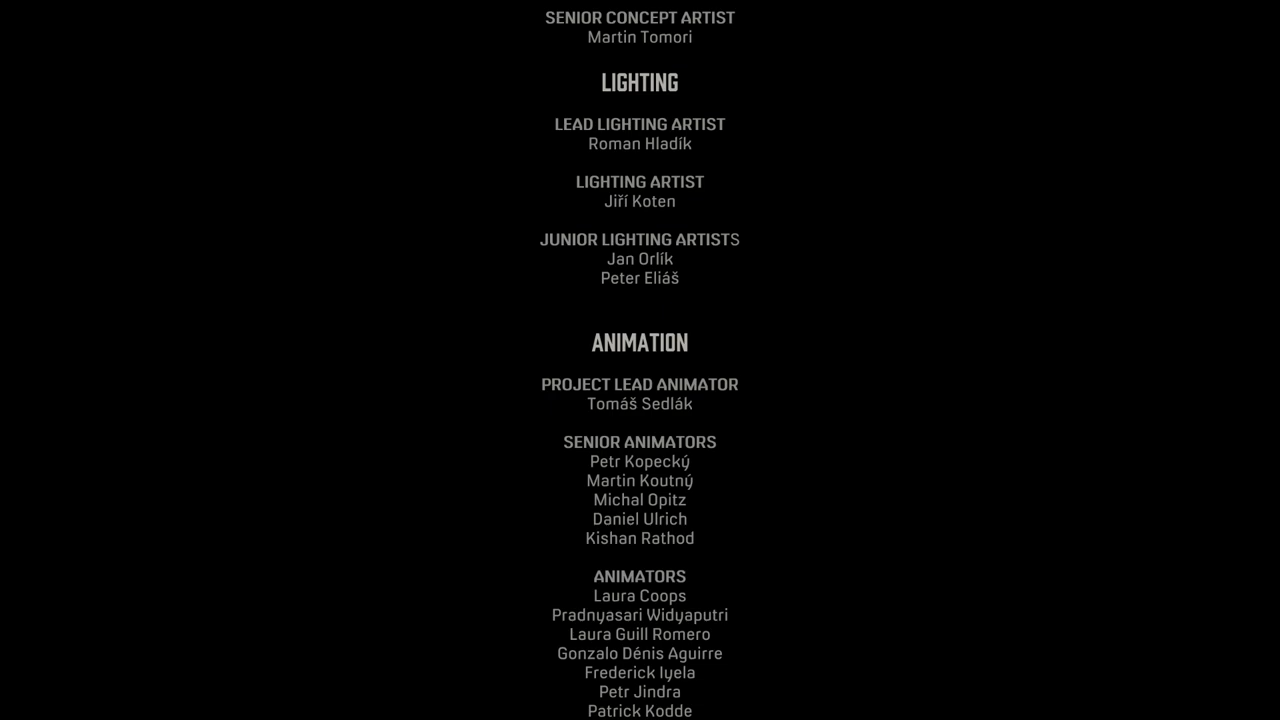 SENIOR CONCEPT ARTIST
Martin Tomori
LIGHTING
LEAD LIGHTING ARTIST
Roman Hladík
LIGHTING ARTIST
Jiří Koten
JUNIOR LIGHTING ARTISTS
Jan Orlík
Peter Eliáš
ANIMATION
PROJECT LEAD ANIMATOR
Tomáš Sedlák
SENIOR ANIMATORS
Petr Kopecký
Martin Koutný
Michal Opitz
Daniel Ulrich
Kishan Rathod
ANIMATORS
Laura Coops
Pradnyasari Widyaputri
Laura Guill Romero
Gonzalo Dénis Aguirre
Frederick Iyela
Petr Jindra
Patrick Kodde